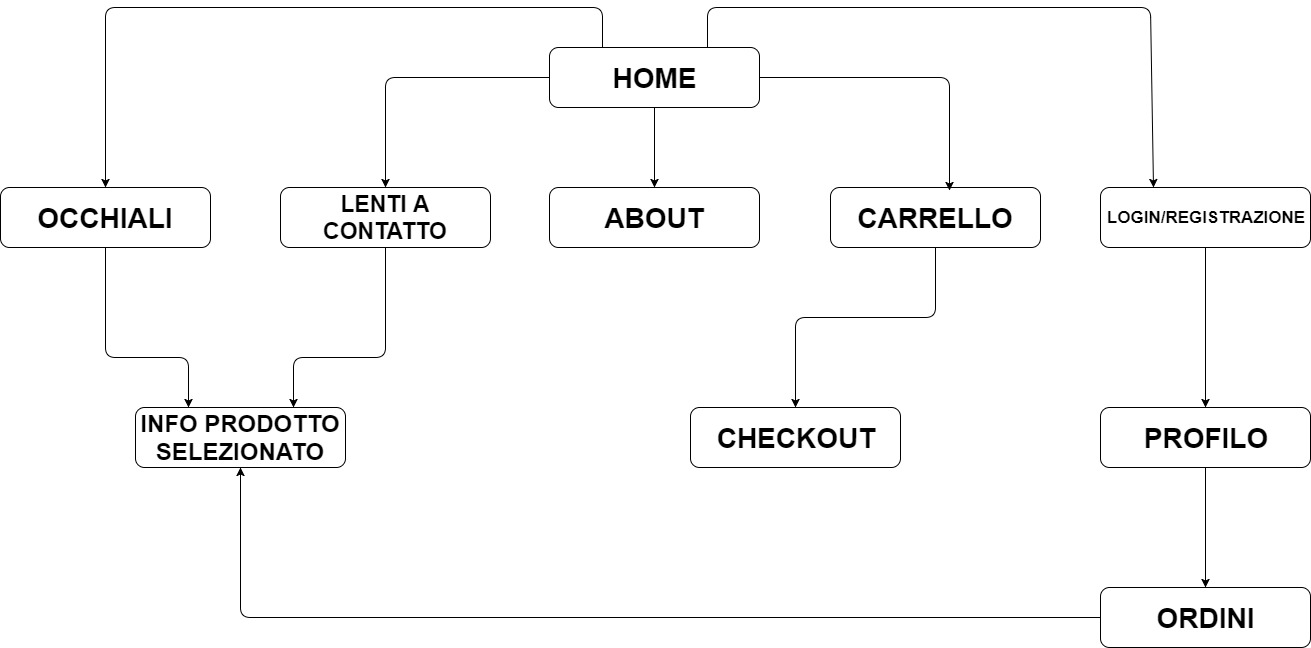 HOME
OCCHIALI
LENTI A
CONTATTO
ABOUT
CARRELLO
LOGIN/REGISTRAZIONE
INFO PRODOTTO
SELEZIONATO
CHECKOUT
PROFILO
ORDINI